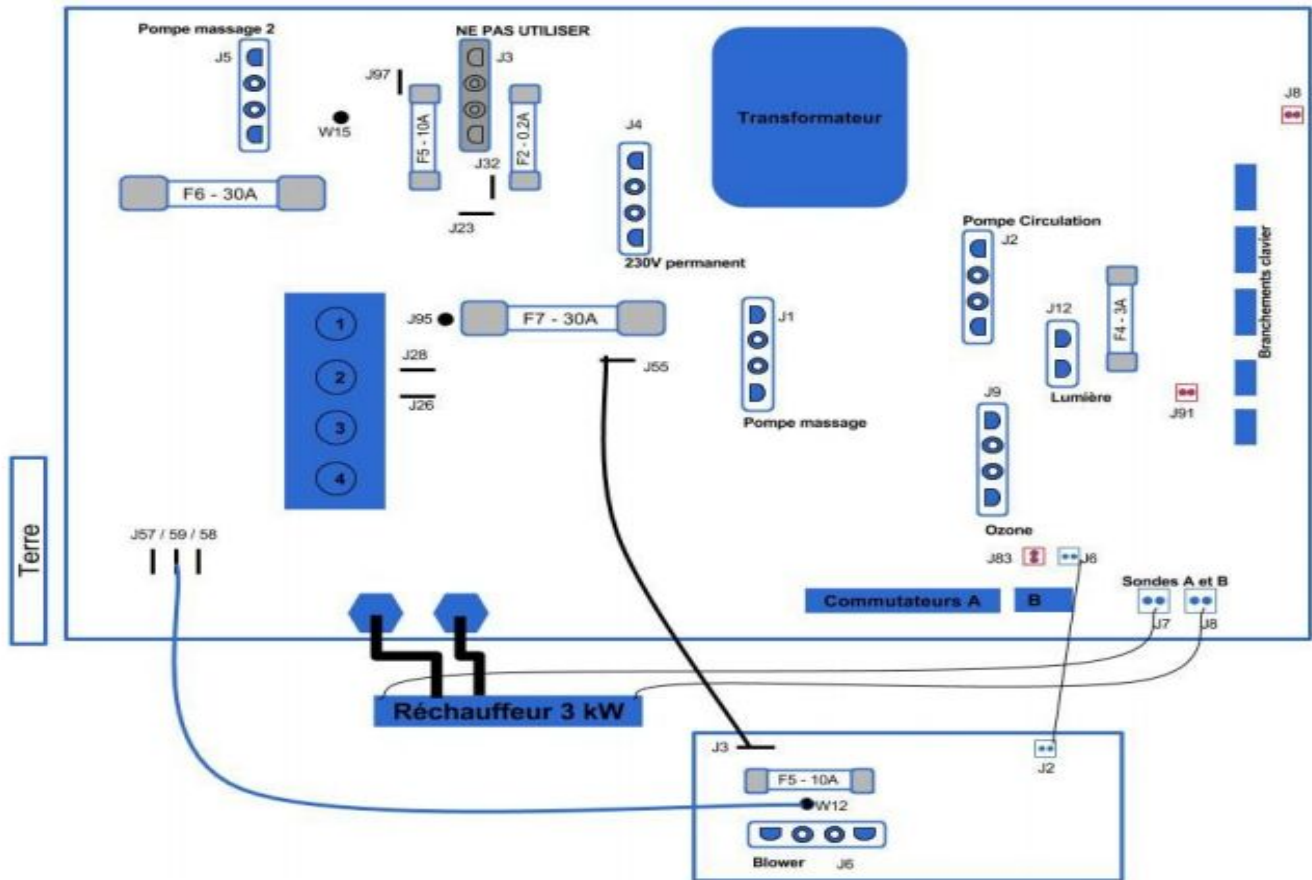 Pompe massage 2
J5
NE PAS UTILISER
J3
J97
W15
F5 - 10A
F2 - 0.2A
J32
J23
F6 - 30A
J4
230V permanent
Transformateur
J8
Pompe Circulation
J2
J12
F4 - 3A
Lumière
Branchements clavier
J91
1
2
3
4
J95
F7 - 30A
J28
J26
J55
J1
Pompe massage
J9
Ozone
Terre
J57 / 59 / 58
J83
J6
Commutateurs A
B
Sondes A et B
J7
J8
Réchauffeur 3 kW
J3
J2
F5 - 10A
W12
Blower
J6